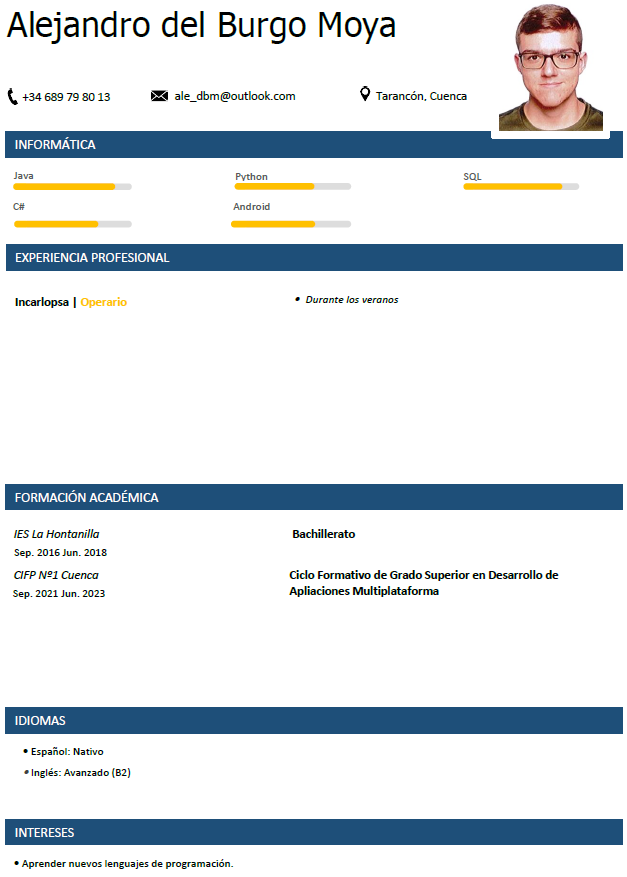 Alejandro del Burgo Moya
+34 689 79 80 13 ale_dbm@outlook.com Tarancón, Cuenca
INFORMÁTICA
Java Python SQL
C# Android
EXPERIENCIA PROFESIONAL
Incarlopsa | Operario • Durante los veranos
FORMACIÓN ACADÉMICA
IES La Hontanilla Bachillerato
Sep. 2016 Jun. 2018
CIFP Nº1 Cuenca Ciclo Formativo de Grado Superior en Desarrollo de
Sep. 2021 Jun. 2023 Apliaciones Multiplataforma
IDIOMAS
• Español: Nativo
• Inglés: Avanzado (B2)
INTERESES
• Aprender nuevos lenguajes de programación.